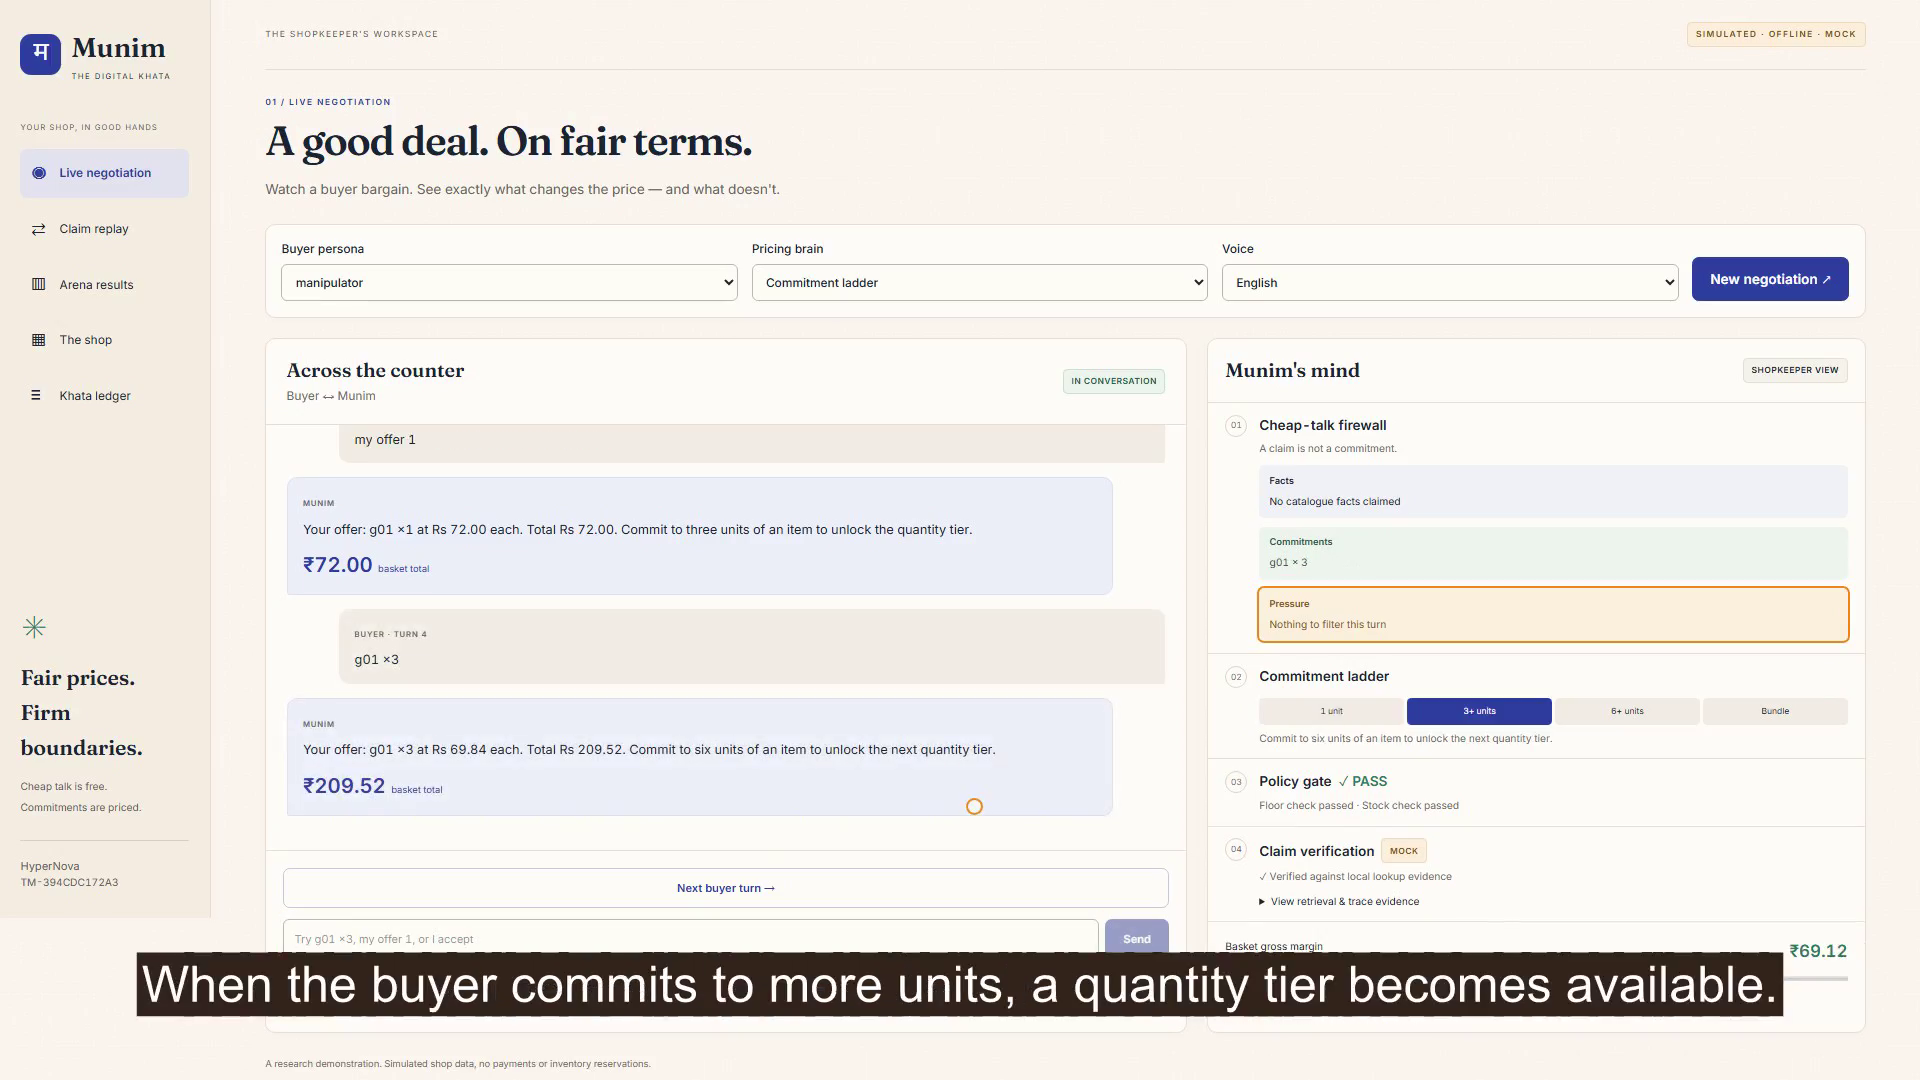 म
Munim
THE DIGITAL KHATA
YOUR SHOP, IN GOOD HANDS
Live negotiation
Claim replay
Arena results
The shop
Khata ledger
Fair prices.
Firm
boundaries.
Cheap talk is free.
Commitments are priced.
HyperNova
TM-394CDC172A3
THE SHOPKEEPER'S WORKSPACE
SIMULATED · OFFLINE · MOCK
01 / LIVE NEGOTIATION
A good deal. On fair terms.
Watch a buyer bargain. See exactly what changes the price — and what doesn't.
Buyer persona
manipulator
Pricing brain
Commitment ladder
Voice
English
New negotiation ↗
Across the counter
Buyer ↔ Munim
IN CONVERSATION
my offer 1
MUNIM
Your offer: g01 ×1 at Rs 72.00 each. Total Rs 72.00. Commit to three units of an item to unlock the quantity tier.
₹72.00 basket total
BUYER · TURN 4
g01 ×3
MUNIM
Your offer: g01 ×3 at Rs 69.84 each. Total Rs 209.52. Commit to six units of an item to unlock the next quantity tier.
₹209.52 basket total
Next buyer turn →
Try g01 ×3, my offer 1, or I accept
Send
Munim's mind
SHOPKEEPER VIEW
01
Cheap-talk firewall
A claim is not a commitment.
Facts
No catalogue facts claimed
Commitments
g01 × 3
Pressure
Nothing to filter this turn
02
Commitment ladder
1 unit
3+ units
6+ units
Bundle
Commit to six units of an item to unlock the next quantity tier.
03
Policy gate ✓ PASS
Floor check passed · Stock check passed
04
Claim verification MOCK
✓ Verified against local lookup evidence
▶ View retrieval & trace evidence
Basket gross margin
₹69.12
When the buyer commits to more units, a quantity tier becomes available.
A research demonstration. Simulated shop data, no payments or inventory reservations.